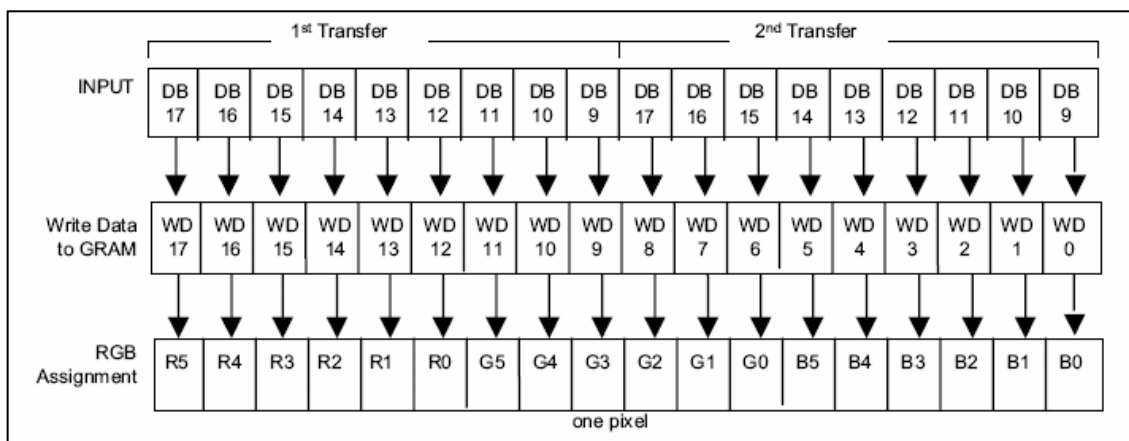 1st Transfer 2nd Transfer
INPUT DB DB DB DB DB DB DB DB DB DB DB DB DB DB DB DB DB DB
17 16 15 14 13 12 11 10 9 17 16 15 14 13 12 11 10 9
Write Data WD WD WD WD WD WD WD WD WD WD WD WD WD WD WD WD WD WD
to GRAM 17 16 15 14 13 12 11 10 9 8 7 6 5 4 3 2 1 0
RGB
Assignment R5 R4 R3 R2 R1 R0 G5 G4 G3 G2 G1 G0 B5 B4 B3 B2 B1 B0
one pixel